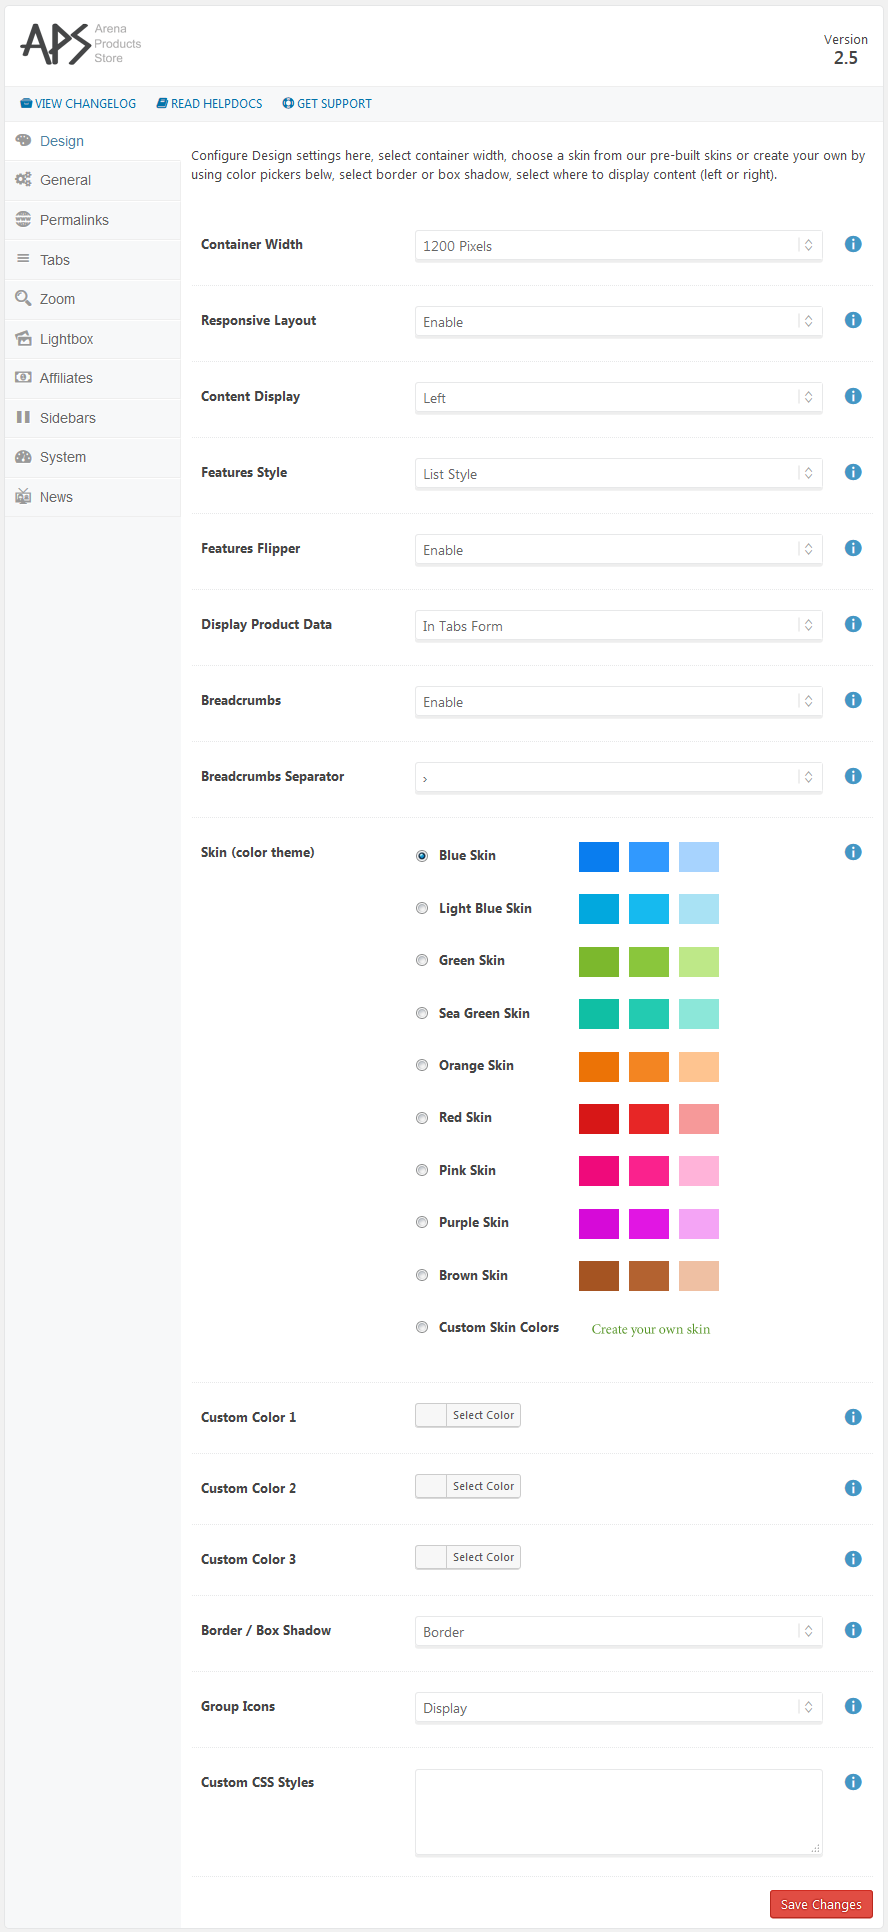 APS Arena
Products
Store
Version
2.5
VIEW CHANGELOG READ HELPDOCS GET SUPPORT
Design
General
Permalinks
Tabs
Zoom
Lightbox
Affiliates
Sidebars
System
News
Configure Design settings here, select container width, choose a skin from our pre-built skins or create your own by
using color pickers belw, select border or box shadow, select where to display content (left or right).
Container Width 1200 Pixels
Responsive Layout Enable
Content Display Left
Features Style List Style
Features Flipper Enable
Display Product Data In Tabs Form
Breadcrumbs Enable
Breadcrumbs Separator ›
Skin (color theme) Blue Skin
Light Blue Skin
Green Skin
Sea Green Skin
Orange Skin
Red Skin
Pink Skin
Purple Skin
Brown Skin
Custom Skin Colors Create your own skin
Custom Color 1 Select Color
Custom Color 2 Select Color
Custom Color 3 Select Color
Border / Box Shadow Border
Group Icons Display
Custom CSS Styles
Save Changes